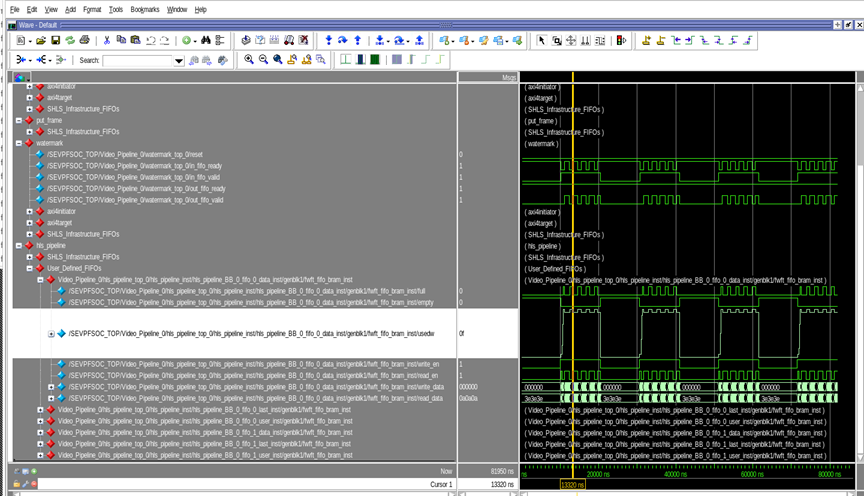 File Edit View Add Format Tools Bookmarks Window Help
Wave - Default
Search:
Msgs
axi4initiator ( axi4initiator )
axi4target ( axi4target )
SHLS_Infrastructure_FIFOs ( SHLS_Infrastructure_FIFOs )
put_frame ( put_frame )
SHLS_Infrastructure_FIFOs ( SHLS_Infrastructure_FIFOs )
watermark ( watermark )
/SEVPFSOC_TOP/Video_Pipeline_0/watermark_top_0/reset 0
/SEVPFSOC_TOP/Video_Pipeline_0/watermark_top_0/in_fifo_ready 1
/SEVPFSOC_TOP/Video_Pipeline_0/watermark_top_0/in_fifo_valid 1
/SEVPFSOC_TOP/Video_Pipeline_0/watermark_top_0/out_fifo_ready 1
/SEVPFSOC_TOP/Video_Pipeline_0/watermark_top_0/out_fifo_valid 1
axi4initiator ( axi4initiator )
axi4target ( axi4target )
SHLS_Infrastructure_FIFOs ( SHLS_Infrastructure_FIFOs )
hls_pipeline ( hls_pipeline )
SHLS_Infrastructure_FIFOs ( SHLS_Infrastructure_FIFOs )
User_Defined_FIFOs ( User_Defined_FIFOs )
Video_Pipeline_0/hls_pipeline_top_0/hls_pipeline_inst/hls_pipeline_BB_0_fifo_0_data_inst/genblk1/fwft_fifo_bram_inst ( Video_Pipeline_0/hls_pipeline_top_0/hls_pipeline_inst/hls_pipeline_BB_0_fifo_0_data_inst/genblk1/fwft_fifo_bram_inst )
/SEVPFSOC_TOP/Video_Pipeline_0/hls_pipeline_top_0/hls_pipeline_inst/hls_pipeline_BB_0_fifo_0_data_inst/genblk1/fwft_fifo_bram_inst/full 0
/SEVPFSOC_TOP/Video_Pipeline_0/hls_pipeline_top_0/hls_pipeline_inst/hls_pipeline_BB_0_fifo_0_data_inst/genblk1/fwft_fifo_bram_inst/empty 0
/SEVPFSOC_TOP/Video_Pipeline_0/hls_pipeline_top_0/hls_pipeline_inst/hls_pipeline_BB_0_fifo_0_data_inst/genblk1/fwft_fifo_bram_inst/usedw 0f
/SEVPFSOC_TOP/Video_Pipeline_0/hls_pipeline_top_0/hls_pipeline_inst/hls_pipeline_BB_0_fifo_0_data_inst/genblk1/fwft_fifo_bram_inst/write_en 1
/SEVPFSOC_TOP/Video_Pipeline_0/hls_pipeline_top_0/hls_pipeline_inst/hls_pipeline_BB_0_fifo_0_data_inst/genblk1/fwft_fifo_bram_inst/read_en 1
/SEVPFSOC_TOP/Video_Pipeline_0/hls_pipeline_top_0/hls_pipeline_inst/hls_pipeline_BB_0_fifo_0_data_inst/genblk1/fwft_fifo_bram_inst/write_data 000000 000000 000000 000000 000000
/SEVPFSOC_TOP/Video_Pipeline_0/hls_pipeline_top_0/hls_pipeline_inst/hls_pipeline_BB_0_fifo_0_data_inst/genblk1/fwft_fifo_bram_inst/read_data 0a0a0a 3e3e3e 3e3e3e 3e3e3e 3e3e3e
Video_Pipeline_0/hls_pipeline_top_0/hls_pipeline_inst/hls_pipeline_BB_0_fifo_0_last_inst/genblk1/fwft_fifo_bram_inst ( Video_Pipeline_0/hls_pipeline_top_0/hls_pipeline_inst/hls_pipeline_BB_0_fifo_0_last_inst/genblk1/fwft_fifo_bram_inst )
Video_Pipeline_0/hls_pipeline_top_0/hls_pipeline_inst/hls_pipeline_BB_0_fifo_0_user_inst/genblk1/fwft_fifo_bram_inst ( Video_Pipeline_0/hls_pipeline_top_0/hls_pipeline_inst/hls_pipeline_BB_0_fifo_0_user_inst/genblk1/fwft_fifo_bram_inst )
Video_Pipeline_0/hls_pipeline_top_0/hls_pipeline_inst/hls_pipeline_BB_0_fifo_1_data_inst/genblk1/fwft_fifo_bram_inst ( Video_Pipeline_0/hls_pipeline_top_0/hls_pipeline_inst/hls_pipeline_BB_0_fifo_1_data_inst/genblk1/fwft_fifo_bram_inst )
Video_Pipeline_0/hls_pipeline_top_0/hls_pipeline_inst/hls_pipeline_BB_0_fifo_1_last_inst/genblk1/fwft_fifo_bram_inst ( Video_Pipeline_0/hls_pipeline_top_0/hls_pipeline_inst/hls_pipeline_BB_0_fifo_1_last_inst/genblk1/fwft_fifo_bram_inst )
Video_Pipeline_0/hls_pipeline_top_0/hls_pipeline_inst/hls_pipeline_BB_0_fifo_1_user_inst/genblk1/fwft_fifo_bram_inst ( Video_Pipeline_0/hls_pipeline_top_0/hls_pipeline_inst/hls_pipeline_BB_0_fifo_1_user_inst/genblk1/fwft_fifo_bram_inst )
Now 81950 ns ns 20000 ns 40000 ns 60000 ns 80000 ns
Cursor 1 13320 ns 13320 ns